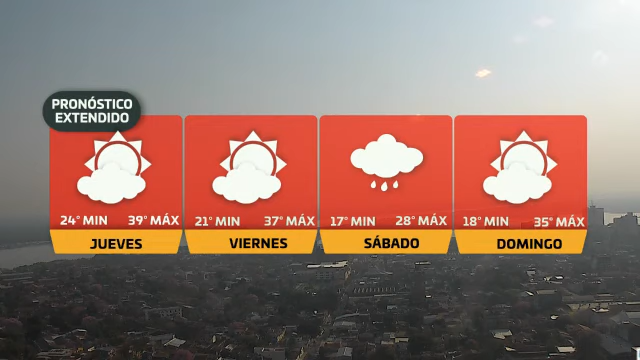 PRONÓSTICO
EXTENDIDO
24° MIN 39° MÁX
JUEVES
21° MIN 37° MÁX
VIERNES
17° MIN 28° MÁX
SÁBADO
18° MIN 35° MÁX
DOMINGO